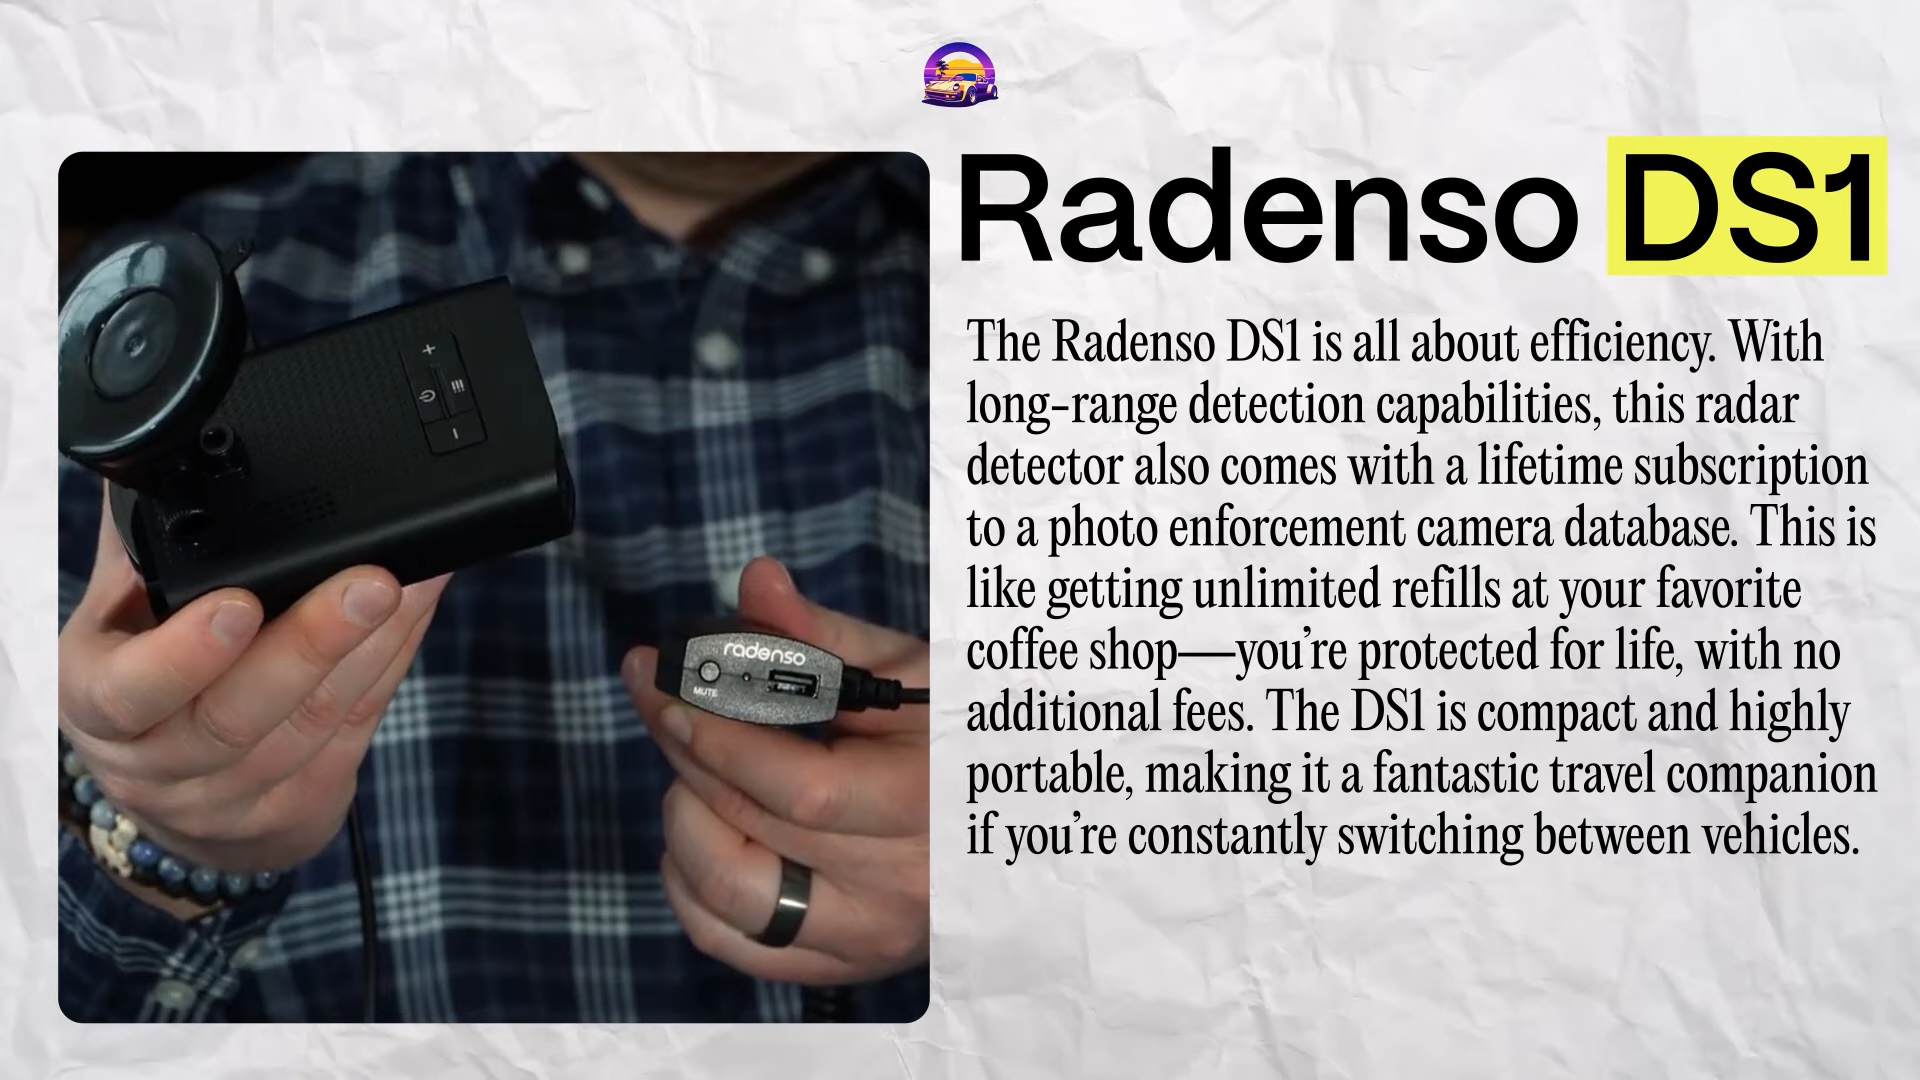 Radenso DS1
The Radenso DS1 is all about efficiency. With
long-range detection capabilities, this radar
detector also comes with a lifetime subscription
to a photo enforcement camera database. This is
like getting unlimited refills at your favorite
coffee shop—you’re protected for life, with no
additional fees. The DS1 is compact and highly
portable, making it a fantastic travel companion
if you’re constantly switching between vehicles.
radenso
MUTE